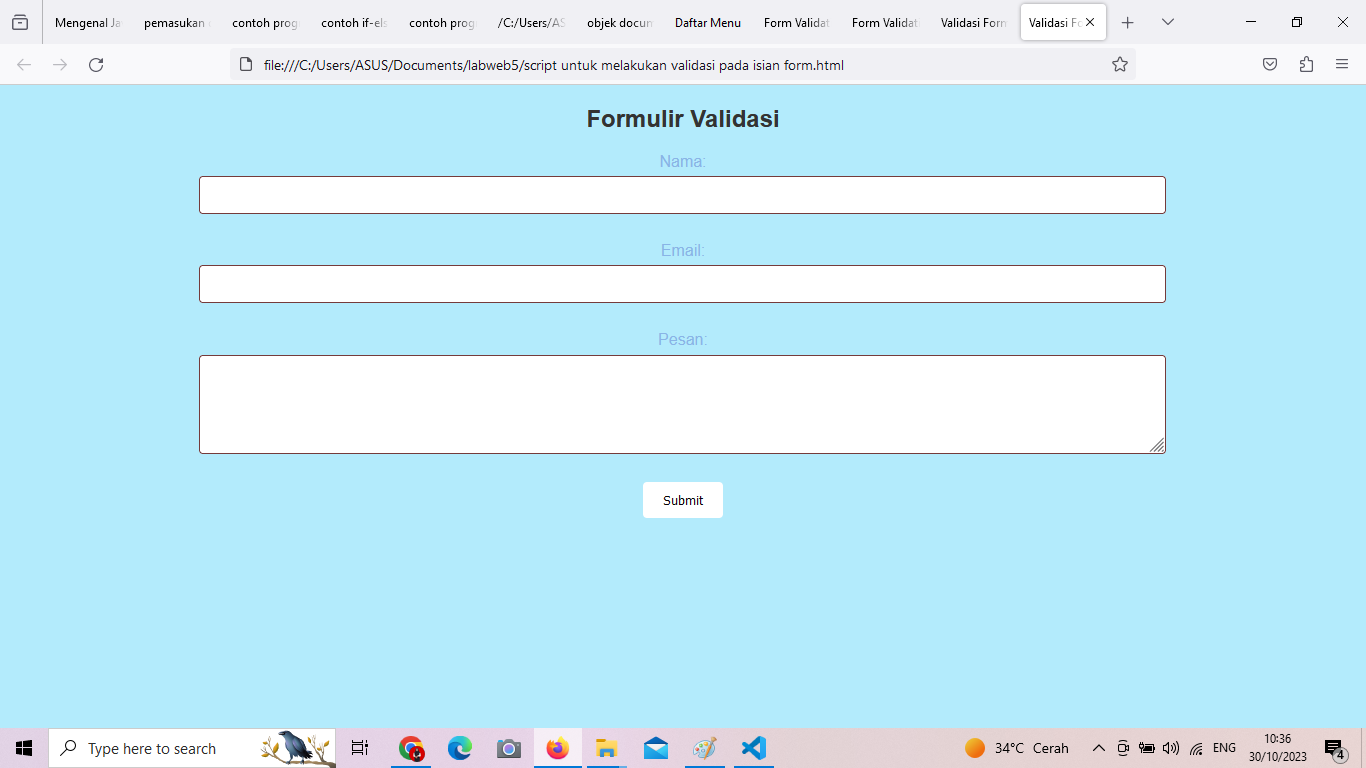 Mengenal Ja
pemasukan
contoh prog
contoh if-els
contoh prog
/C:/Users/AS
objek docum
Daftar Menu
Form Validat
Form Validat
Validasi Form
Validasi Fo
file:///C:/Users/ASUS/Documents/labweb5/script untuk melakukan validasi pada isian form.html
Formulir Validasi
Nama:
Email:
Pesan:
Submit
Type here to search
34°C Cerah
ENG
10:36
30/10/2023
4